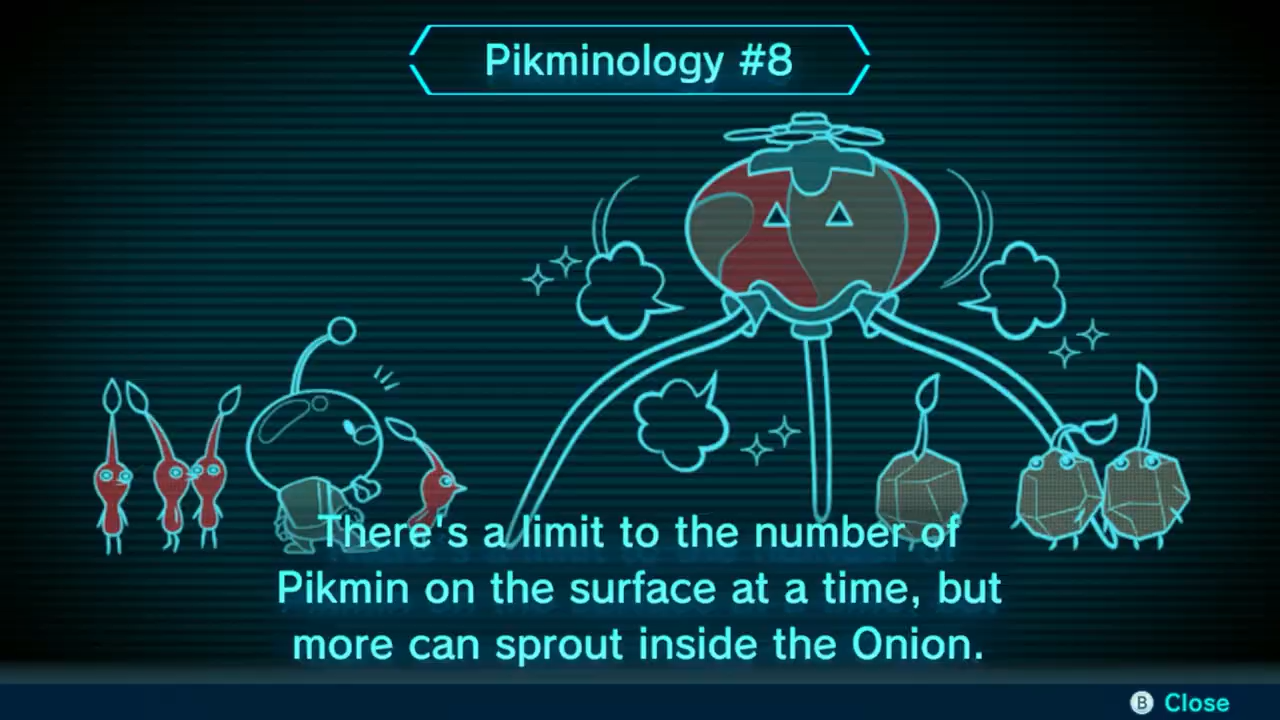 Pikminology #8
There's a limit to the number of
Pikmin on the surface at a time, but
more can sprout inside the Onion.
B Close